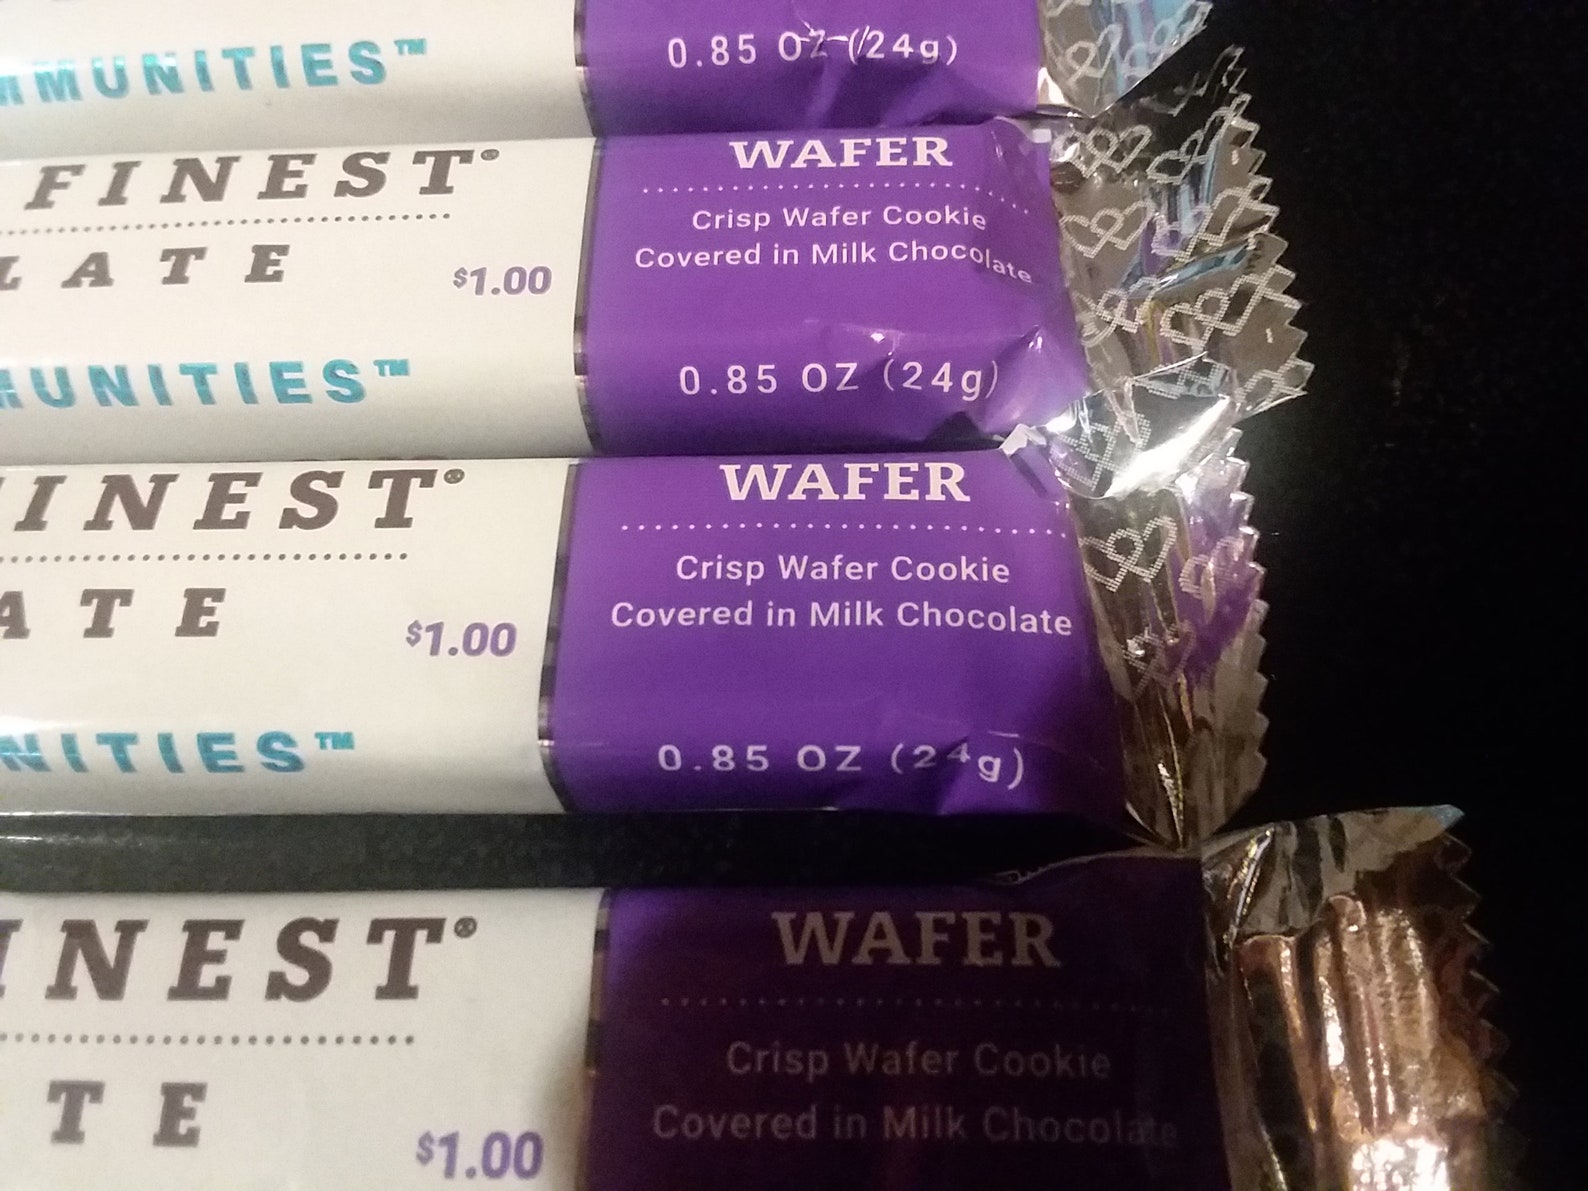 MMUNITIES™
0.85 OZ (24g)
FINEST®
LATE
$1.00
MUNITIES™
WAFER
Crisp Wafer Cookie
Covered in Milk Chocolate
0.85 OZ (24g)
INEST®
ATE
$1.00
NITIES™
WAFER
Crisp Wafer Cookie
Covered in Milk Chocolate
0.85 OZ (24g)
INEST®
TE
$1.00
WAFER
Crisp Wafer Cookie
Covered in Milk Chocolate